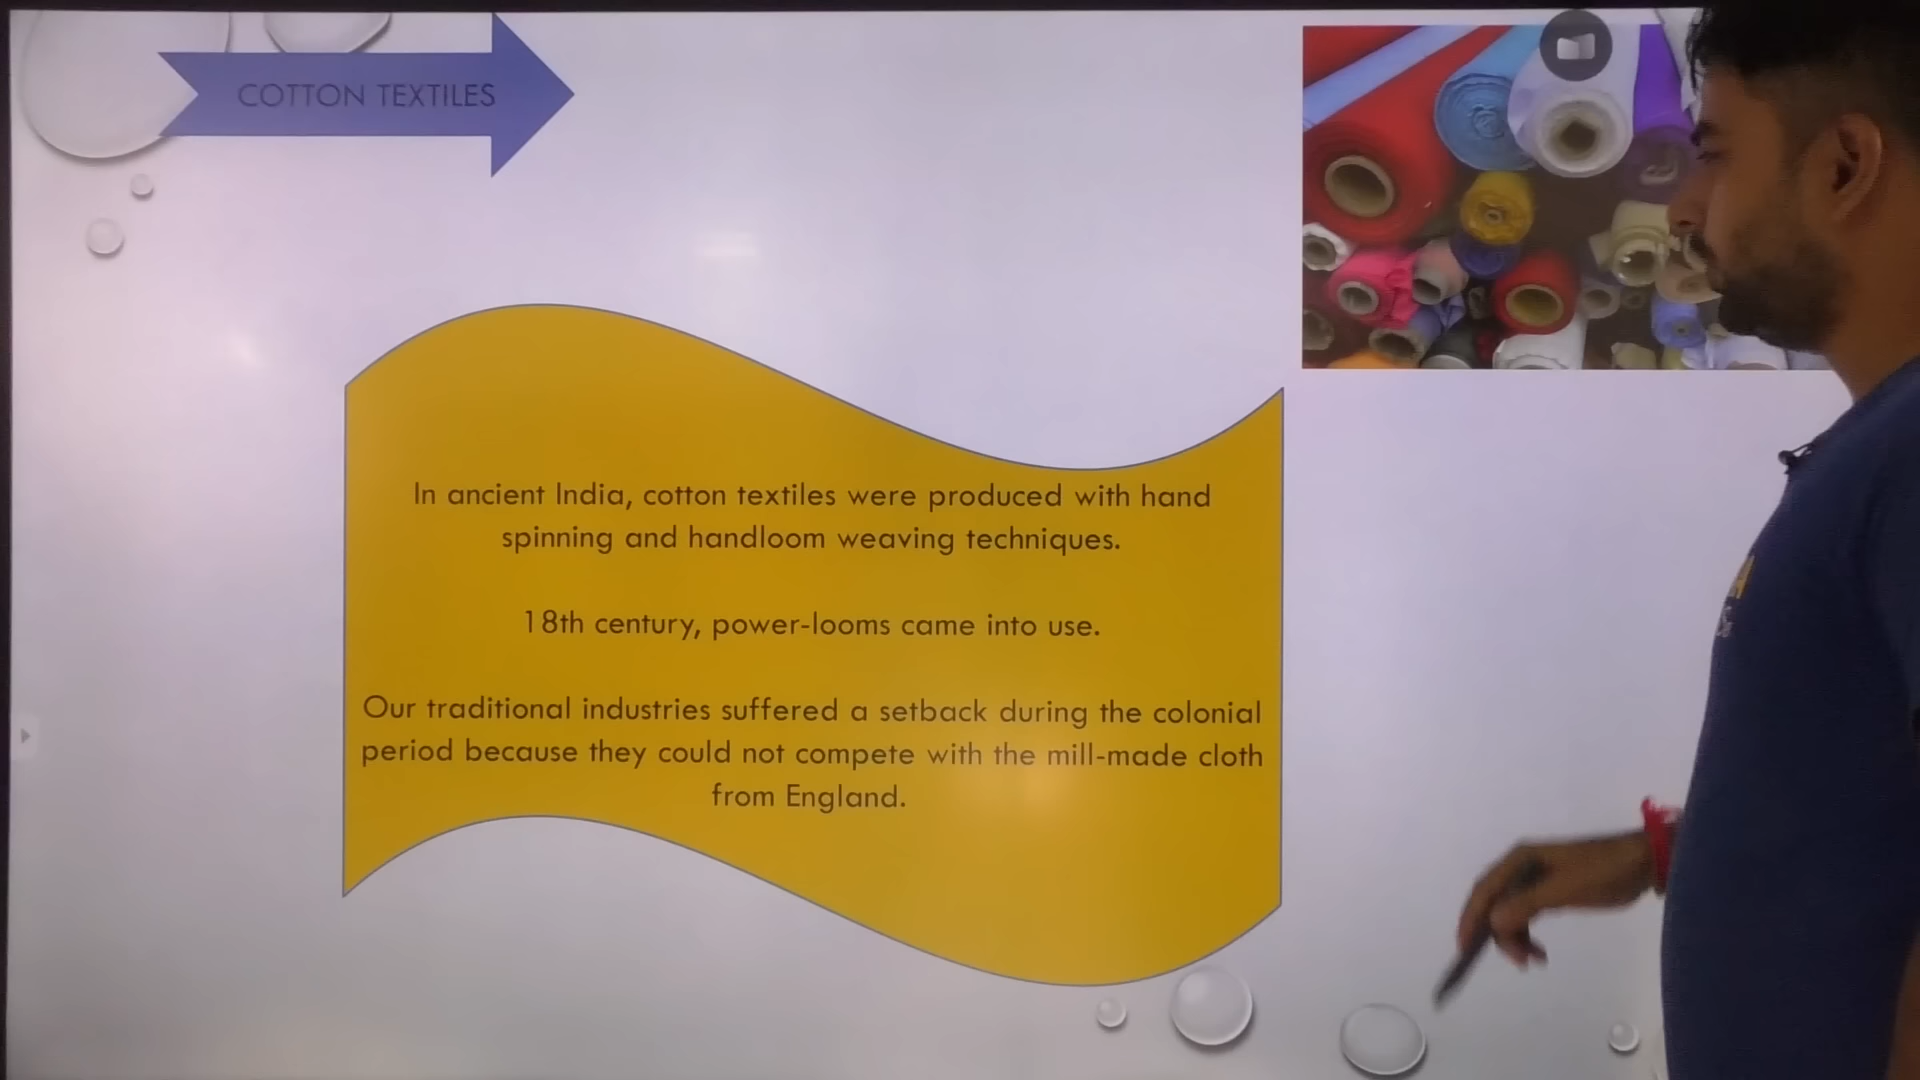 COTTON TEXTILES
In ancient India, cotton textiles were produced with hand
spinning and handloom weaving techniques.
18th century, power-looms came into use.
Our traditional industries suffered a setback during the colonial
period because they could not compete with the mill-made cloth
from England.